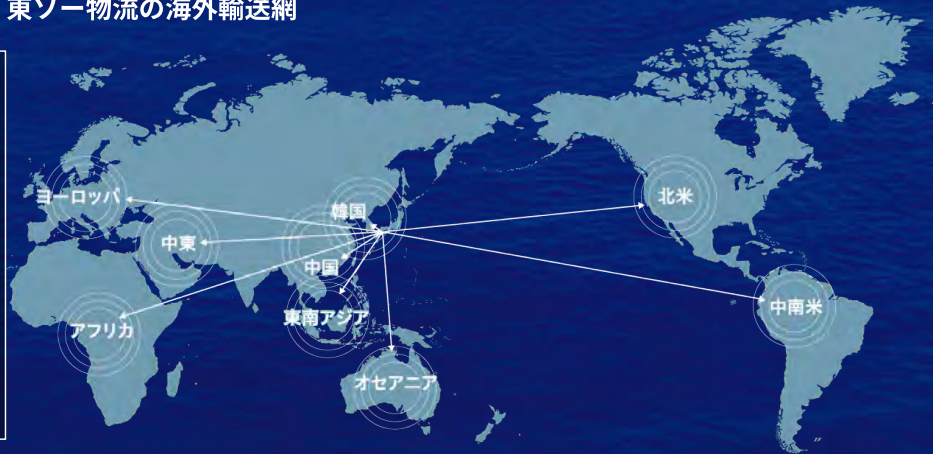 東ソー物流の海外輸送網
ヨーロッパ
韓国
北米
中東
中国
中南米
東南アジア
アフリカ
オセアニア